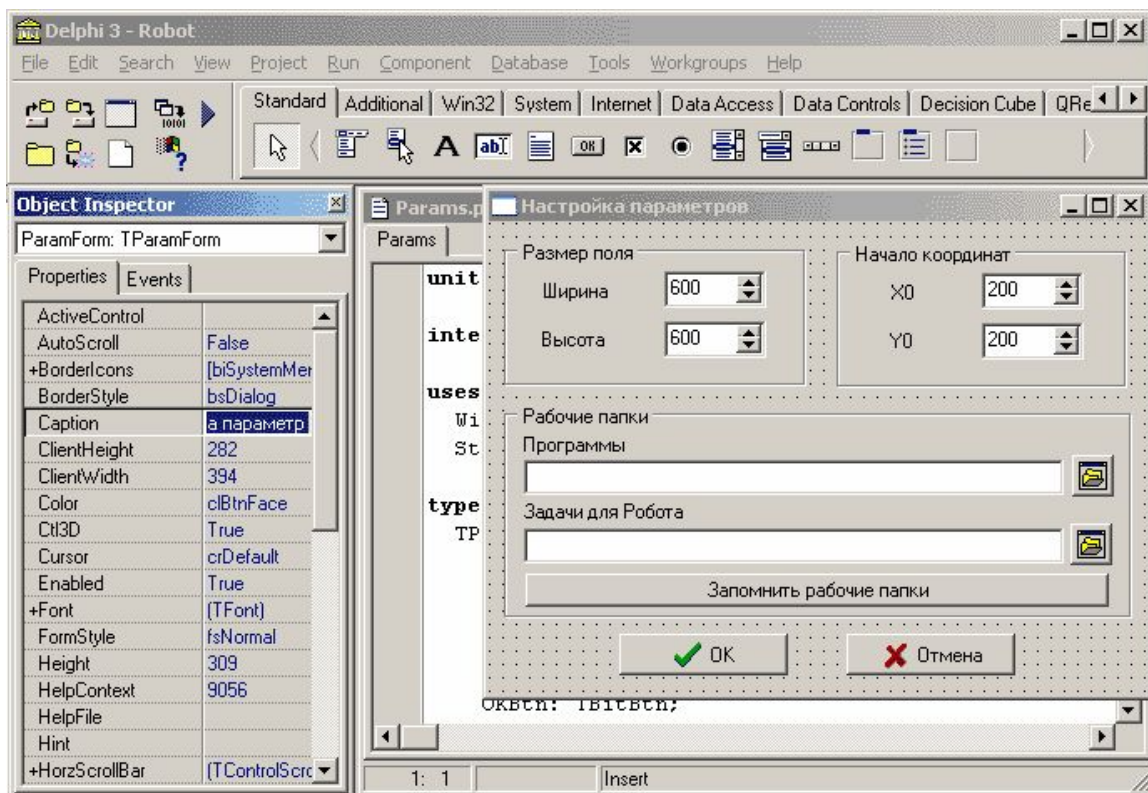 Delphi 3 - Robot
File Edit Search View Project Run Component Database Tools Workgroups Help
Standard Additional Win32 System Internet Data Access Data Controls Decision Cube QRe
Object Inspector
ParamForm: TParamForm
Properties Events
ActiveControl
AutoScroll False
+BorderIcons [biSystemMer
BorderStyle bsDialog
Caption а параметр
ClientHeight 282
ClientWidth 394
Color clBtnFace
Ctl3D True
Cursor crDefault
Enabled True
+Font (TFont)
FormStyle fsNormal
Height 309
HelpContext 9056
HelpFile
Hint
+HorzScrollBar (TControlScro
Params.p
Params
unit
inte
uses
Wi
St
type
TP
OKBtn: TBitBtn;
1: 1 Insert
Настройка параметров
Размер поля
Ширина 600
Высота 600
Начало координат
X0 200
Y0 200
Рабочие папки
Программы
Задачи для Робота
Запомнить рабочие папки
OK Отмена